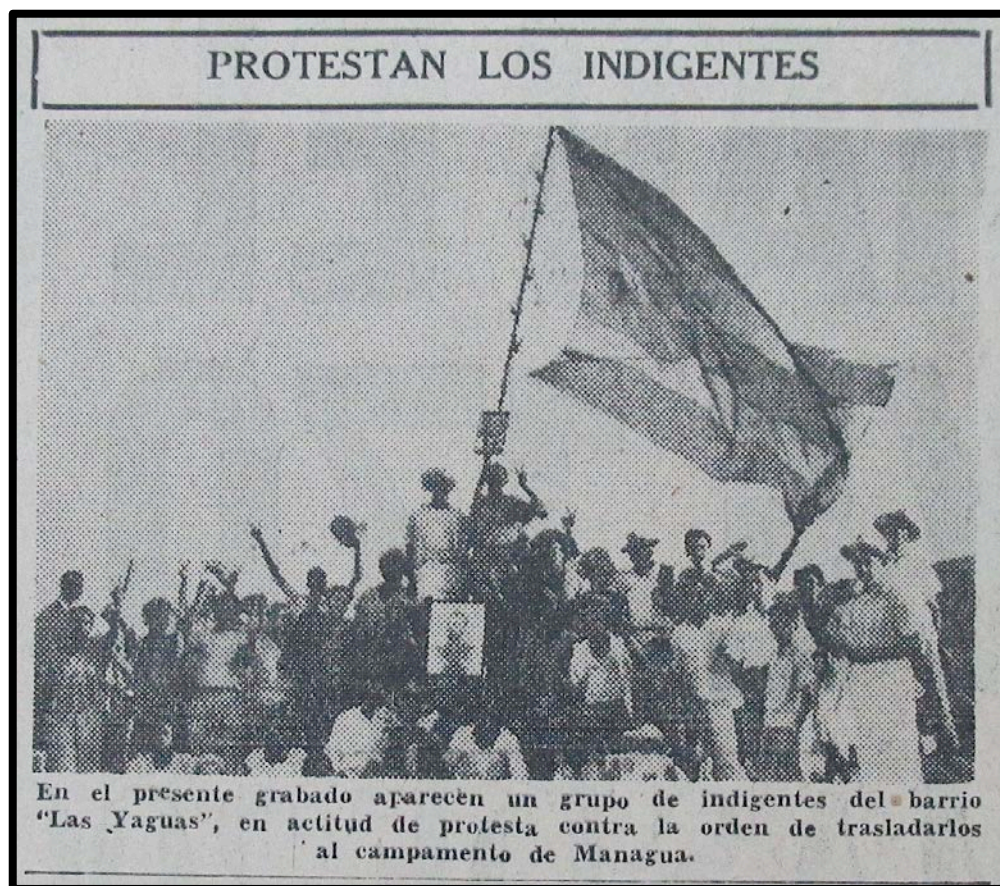 PROTESTAN LOS INDIGENTES
En el presente grabado aparecen un grupo de indigentes del barrio
"Las Yaguas", en actitud de protesta contra la orden de trasladarlos
al campamento de Managua.